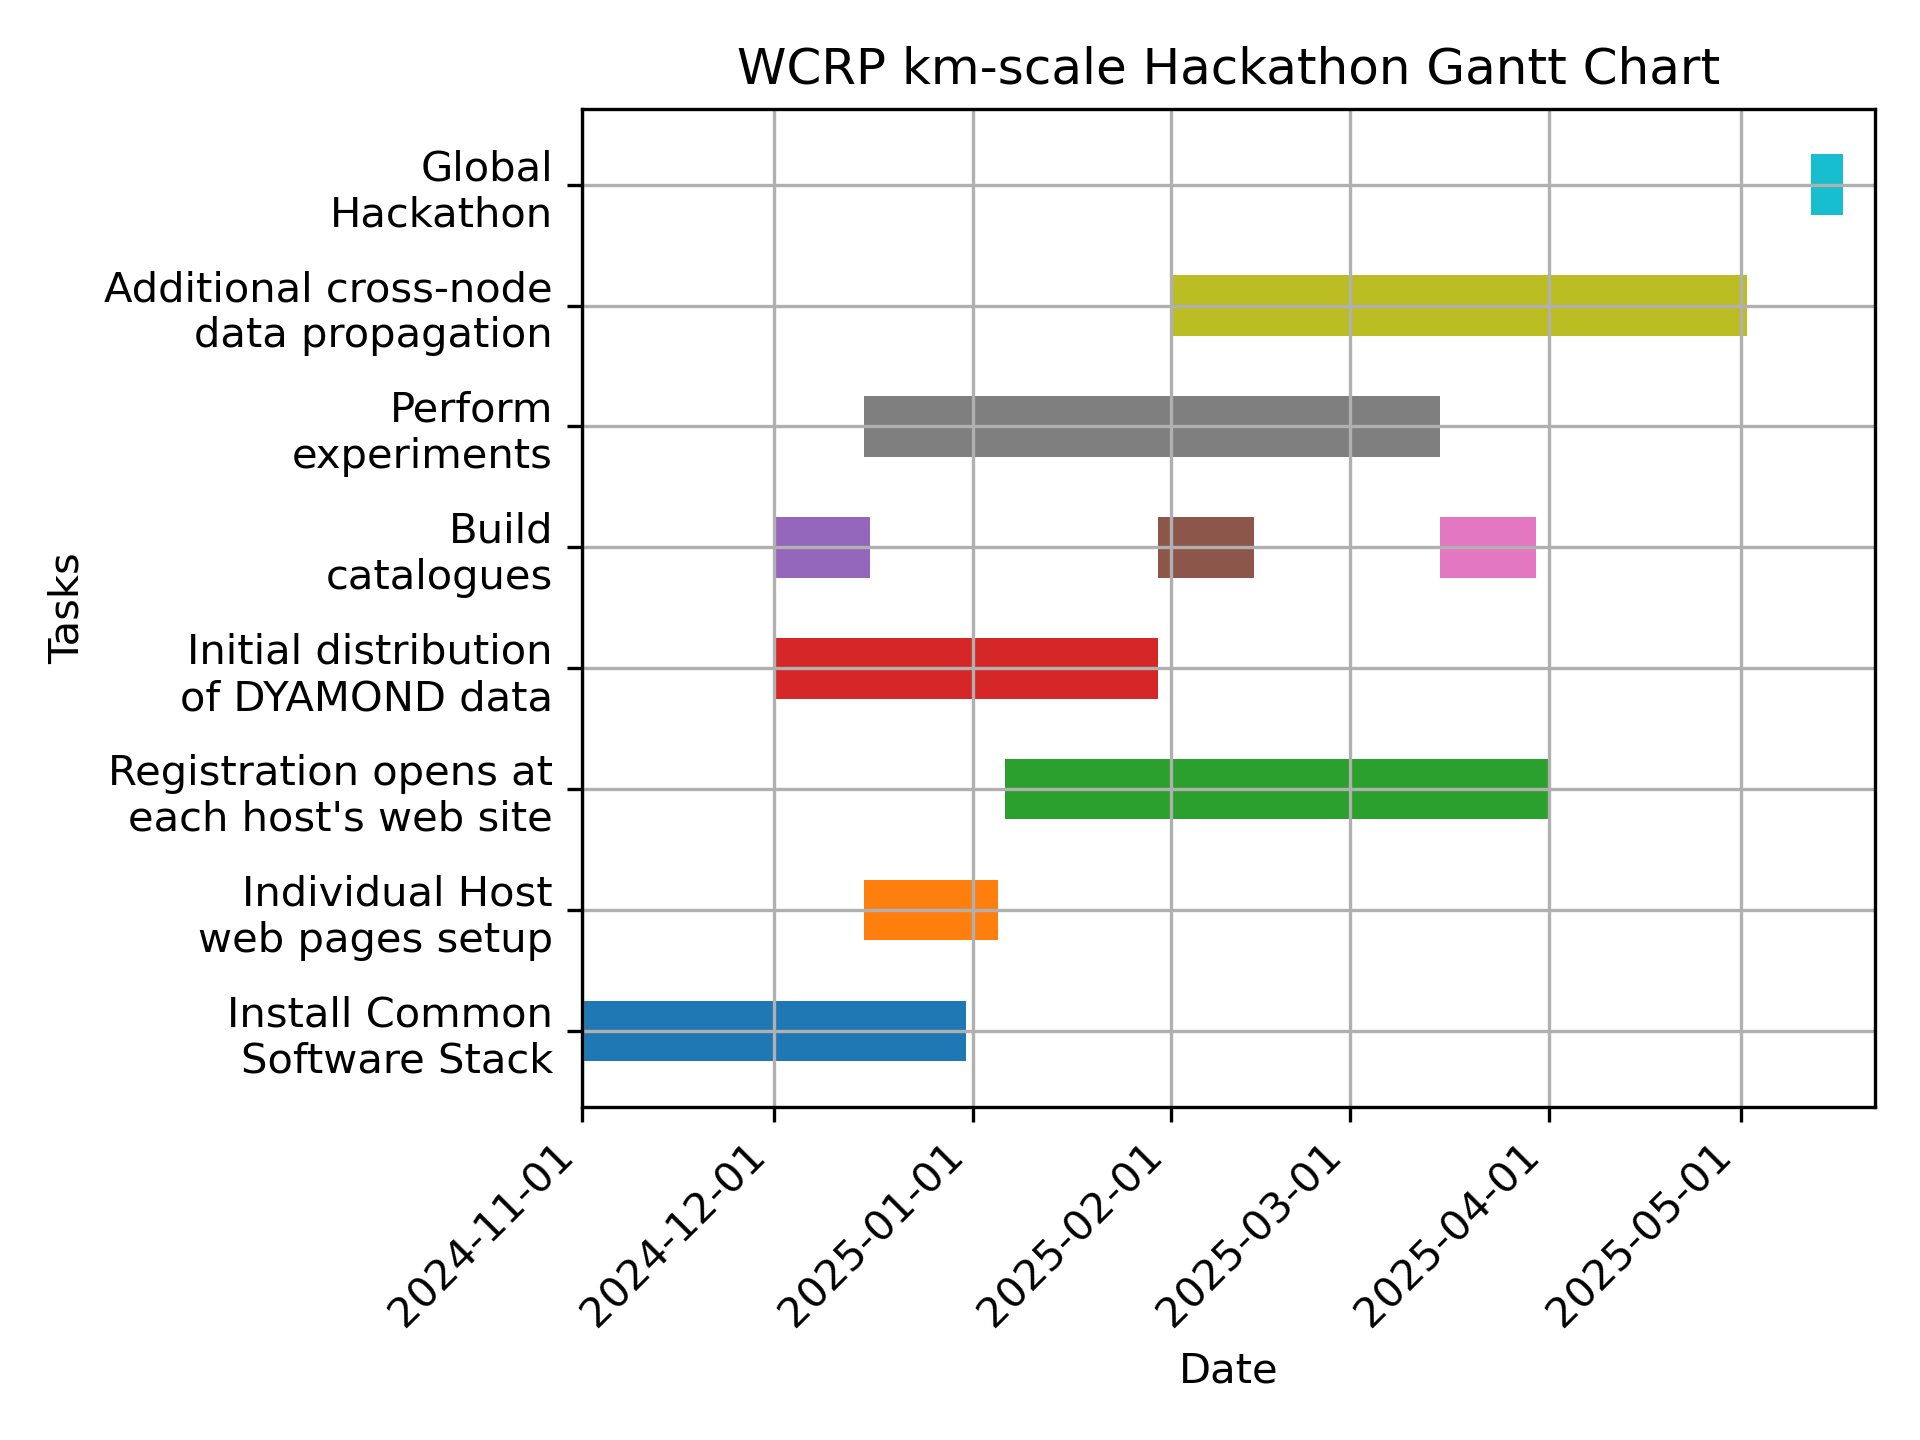 WCRP km-scale Hackathon Gantt Chart
Global
Hackathon
Additional cross-node
data propagation
Perform
experiments
Build
catalogues
Initial distribution
of DYAMOND data
Registration opens at
each host's web site
Individual Host
web pages setup
Install Common
Software Stack
Tasks
2024-11-01
2024-12-01
2025-01-01
2025-02-01
2025-03-01
2025-04-01
2025-05-01
Date